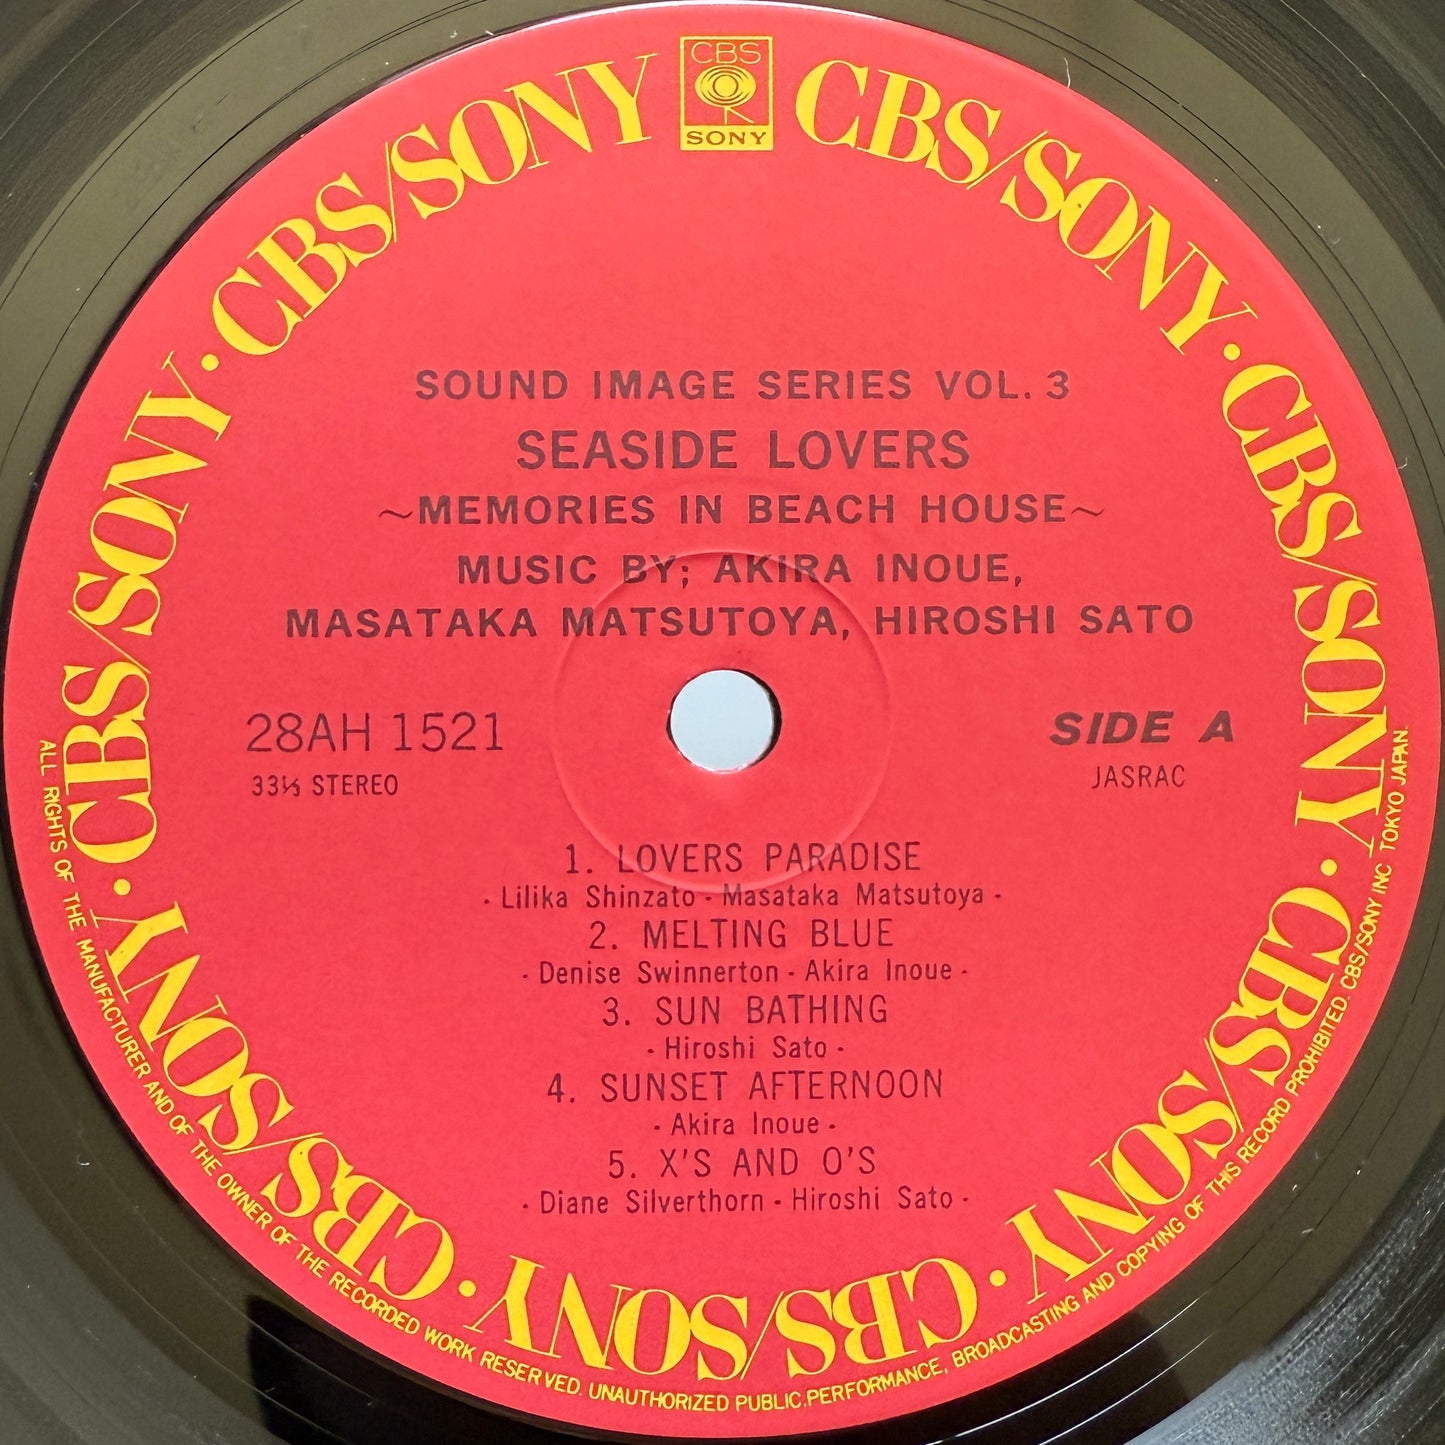 CBS
SONY
CBS/SONY · CBS/SONY · CBS/SONY · CBS/SONY · CBS/SONY · CBS/SONY · CBS/SONY · CBS/SONY
SOUND IMAGE SERIES VOL. 3
SEASIDE LOVERS
~MEMORIES IN BEACH HOUSE~
MUSIC BY; AKIRA INOUE,
MASATAKA MATSUTOYA, HIROSHI SATO
28AH 1521
33⅓ STEREO
SIDE A
JASRAC
1. LOVERS PARADISE
· Lilika Shinzato · Masataka Matsutoya ·
2. MELTING BLUE
· Denise Swinnerton · Akira Inoue ·
3. SUN BATHING
· Hiroshi Sato ·
4. SUNSET AFTERNOON
· Akira Inoue ·
5. X'S AND O'S
· Diane Silverthorn · Hiroshi Sato ·
ALL RIGHTS OF THE MANUFACTURER AND OF THE OWNER OF THE RECORDED WORK RESERVED. UNAUTHORIZED PUBLIC.PERFORMANCE, BROADCASTING AND COPYING OF THIS RECORD PROHIBITED. CBS/SONY INC TOKYO JAPAN.